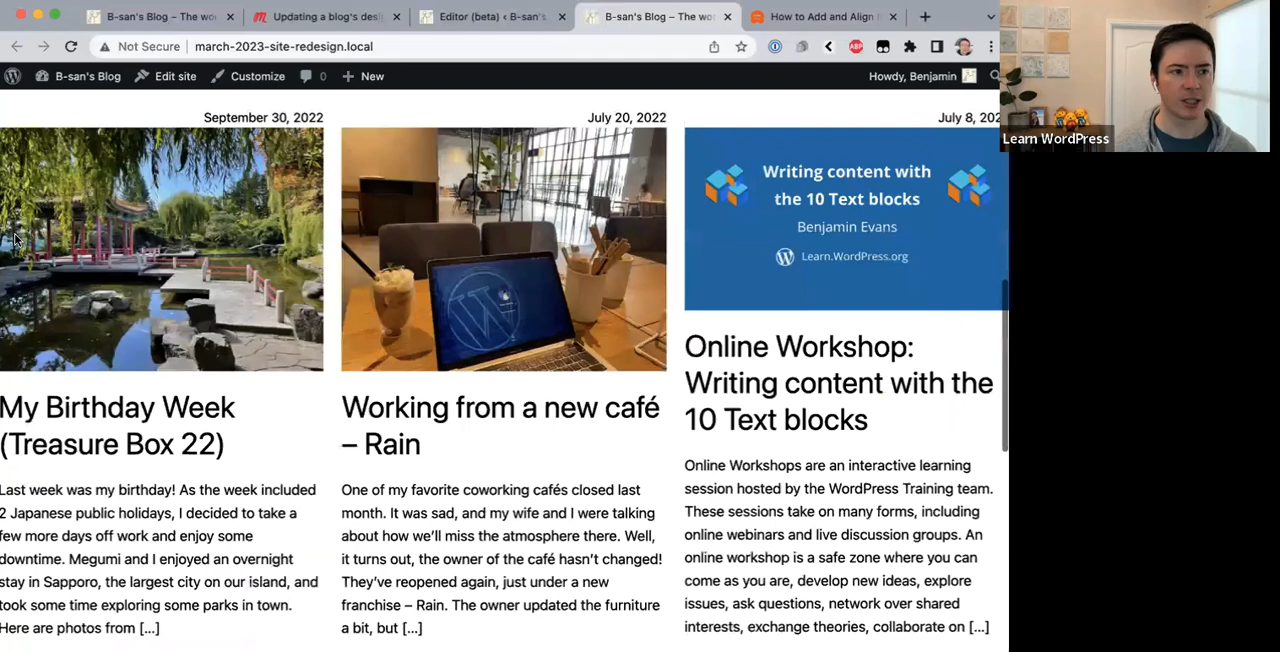 B-san's Blog – The wo
Updating a blog's desi
Editor (beta) ‹ B-san's
B-san's Blog – The wo
How to Add and Align
Not Secure
march-2023-site-redesign.local
ABP
B-san's Blog
Edit site
Customize
0
New
Howdy, Benjamin
Learn WordPress
September 30, 2022
July 20, 2022
July 8, 202
Writing content with
the 10 Text blocks
Benjamin Evans
Learn.WordPress.org
My Birthday Week
(Treasure Box 22)
Last week was my birthday! As the week included
2 Japanese public holidays, I decided to take a
few more days off work and enjoy some
downtime. Megumi and I enjoyed an overnight
stay in Sapporo, the largest city on our island, and
took some time exploring some parks in town.
Here are photos from [...]
Working from a new café
– Rain
One of my favorite coworking cafés closed last
month. It was sad, and my wife and I were talking
about how we'll miss the atmosphere there. Well,
it turns out, the owner of the café hasn't changed!
They've reopened again, just under a new
franchise – Rain. The owner updated the furniture
a bit, but [...]
Online Workshop:
Writing content with the
10 Text blocks
Online Workshops are an interactive learning
session hosted by the WordPress Training team.
These sessions take on many forms, including
online webinars and live discussion groups. An
online workshop is a safe zone where you can
come as you are, develop new ideas, explore
issues, ask questions, network over shared
interests, exchange theories, collaborate on [...]